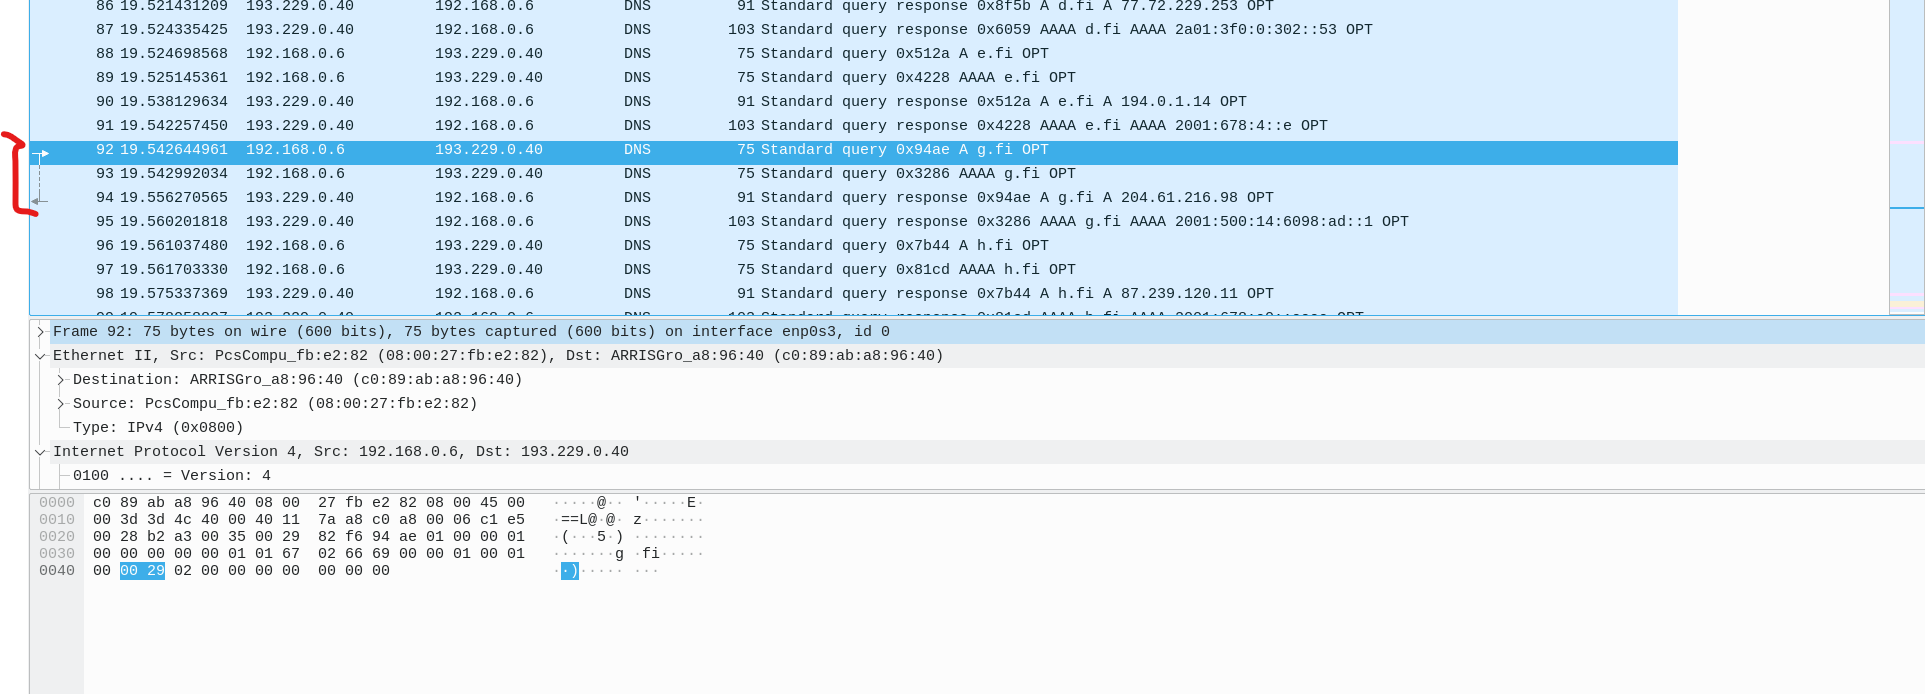 86 19.521431209 193.229.0.40 192.168.0.6 DNS 91 Standard query response 0x8f5b A d.fi A 77.72.229.253 OPT
87 19.524335425 193.229.0.40 192.168.0.6 DNS 103 Standard query response 0x6059 AAAA d.fi AAAA 2a01:3f0:0:302::53 OPT
88 19.524698568 192.168.0.6 193.229.0.40 DNS 75 Standard query 0x512a A e.fi OPT
89 19.525145361 192.168.0.6 193.229.0.40 DNS 75 Standard query 0x4228 AAAA e.fi OPT
90 19.538129634 193.229.0.40 192.168.0.6 DNS 91 Standard query response 0x512a A e.fi A 194.0.1.14 OPT
91 19.542257450 193.229.0.40 192.168.0.6 DNS 103 Standard query response 0x4228 AAAA e.fi AAAA 2001:678:4::e OPT
92 19.542644961 192.168.0.6 193.229.0.40 DNS 75 Standard query 0x94ae A g.fi OPT
93 19.542992034 192.168.0.6 193.229.0.40 DNS 75 Standard query 0x3286 AAAA g.fi OPT
94 19.556270565 193.229.0.40 192.168.0.6 DNS 91 Standard query response 0x94ae A g.fi A 204.61.216.98 OPT
95 19.560201818 193.229.0.40 192.168.0.6 DNS 103 Standard query response 0x3286 AAAA g.fi AAAA 2001:500:14:6098:ad::1 OPT
96 19.561037480 192.168.0.6 193.229.0.40 DNS 75 Standard query 0x7b44 A h.fi OPT
97 19.561703330 192.168.0.6 193.229.0.40 DNS 75 Standard query 0x81cd AAAA h.fi OPT
98 19.575337369 193.229.0.40 192.168.0.6 DNS 91 Standard query response 0x7b44 A h.fi A 87.239.120.11 OPT
Frame 92: 75 bytes on wire (600 bits), 75 bytes captured (600 bits) on interface enp0s3, id 0
Ethernet II, Src: PcsCompu_fb:e2:82 (08:00:27:fb:e2:82), Dst: ARRISGro_a8:96:40 (c0:89:ab:a8:96:40)
Destination: ARRISGro_a8:96:40 (c0:89:ab:a8:96:40)
Source: PcsCompu_fb:e2:82 (08:00:27:fb:e2:82)
Type: IPv4 (0x0800)
Internet Protocol Version 4, Src: 192.168.0.6, Dst: 193.229.0.40
0100 .... = Version: 4
0000 c0 89 ab a8 96 40 08 00 27 fb e2 82 08 00 45 00 ·····@·· '·····E·
0010 00 3d 3d 4c 40 00 40 11 7a a8 c0 a8 00 06 c1 e5 ·==L@·@· z·······
0020 00 28 b2 a3 00 35 00 29 82 f6 94 ae 01 00 00 01 ·(···5·) ········
0030 00 00 00 00 00 01 01 67 02 66 69 00 00 01 00 01 ·······g ·fi·····
0040 00 00 29 02 00 00 00 00 00 00 00 ··)····· ···